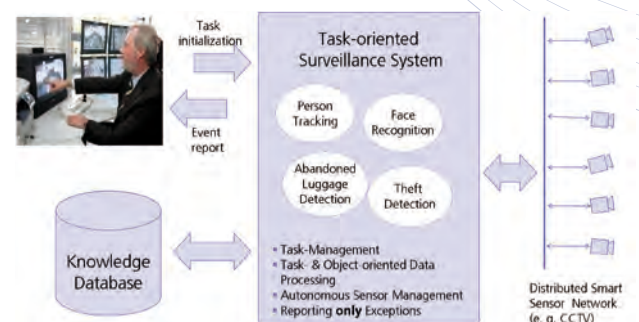 Task
initialization
Event
report
Task-oriented
Surveillance System
Person
Tracking
Face
Recognition
Abandoned
Luggage
Detection
Theft
Detection
▪ Task-Management
▪ Task- & Object-oriented Data
Processing
▪ Autonomous Sensor Management
▪ Reporting only Exceptions
Knowledge
Database
Distributed Smart
Sensor Network
(e. g. CCTV)